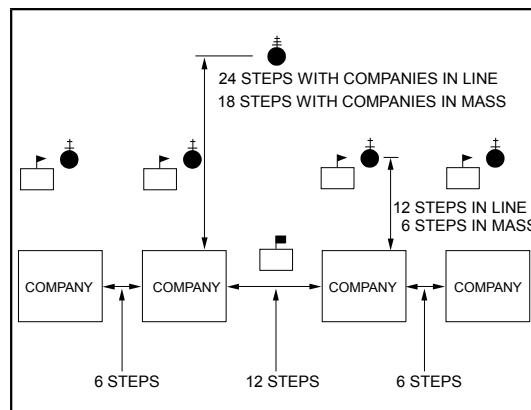 24 STEPS WITH COMPANIES IN LINE
18 STEPS WITH COMPANIES IN MASS
12 STEPS IN LINE
6 STEPS IN MASS
COMPANY
COMPANY
COMPANY
COMPANY
6 STEPS
12 STEPS
6 STEPS